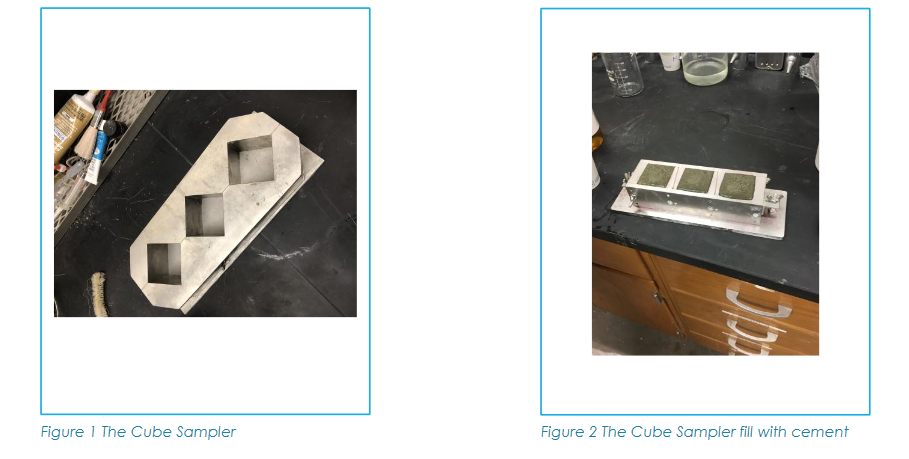 Figure 1 The Cube Sampler
Figure 2 The Cube Sampler fill with cement